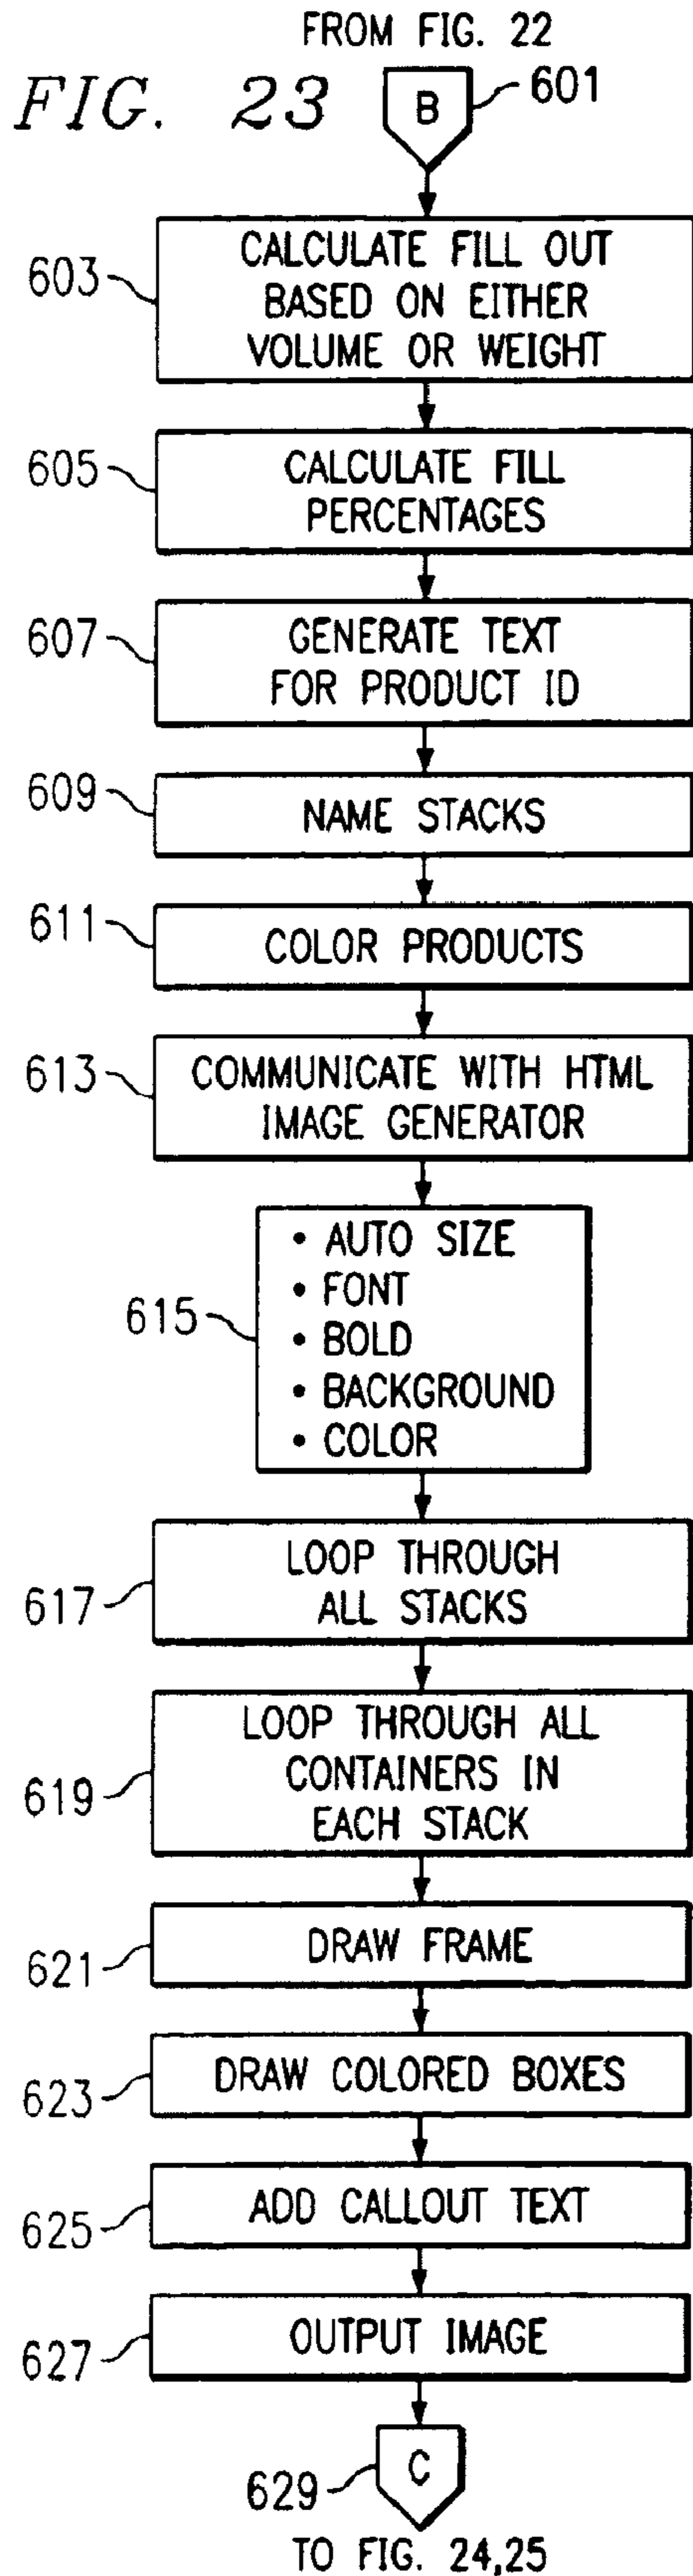 FROM FIG. 22
FIG. 23
B
601
603
CALCULATE FILL OUT
BASED ON EITHER
VOLUME OR WEIGHT
605
CALCULATE FILL
PERCENTAGES
607
GENERATE TEXT
FOR PRODUCT ID
609
NAME STACKS
611
COLOR PRODUCTS
613
COMMUNICATE WITH HTML
IMAGE GENERATOR
615
• AUTO SIZE
• FONT
• BOLD
• BACKGROUND
• COLOR
617
LOOP THROUGH
ALL STACKS
619
LOOP THROUGH ALL
CONTAINERS IN
EACH STACK
621
DRAW FRAME
623
DRAW COLORED BOXES
625
ADD CALLOUT TEXT
627
OUTPUT IMAGE
629
C
TO FIG. 24,25